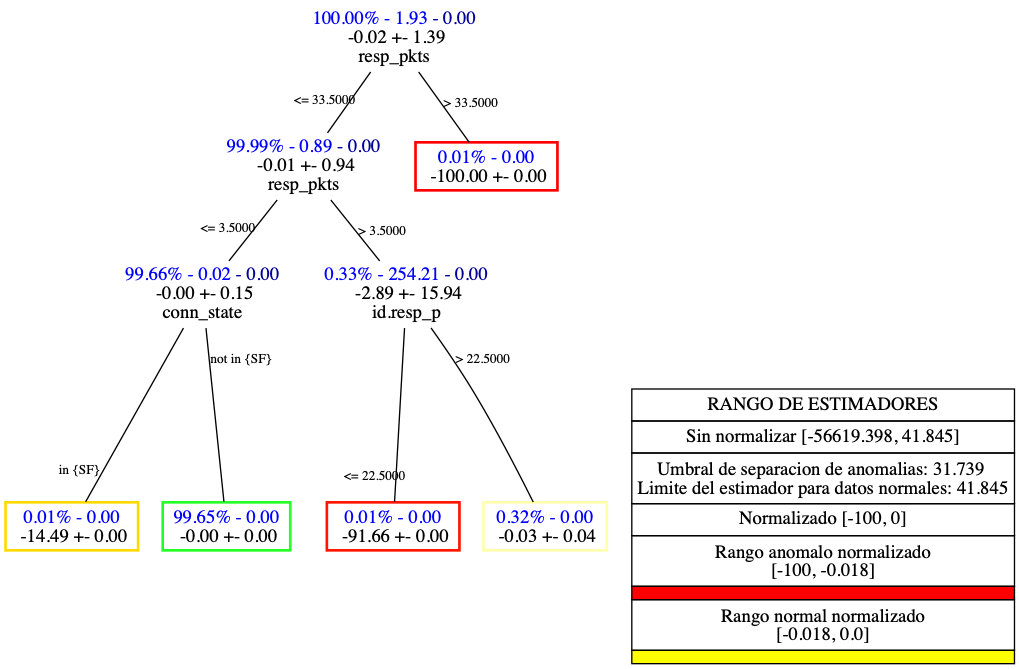 100.00% - 1.93 - 0.00
-0.02 +- 1.39
resp_pkts
<= 33.5000
> 33.5000
99.99% - 0.89 - 0.00
-0.01 +- 0.94
resp_pkts
0.01% - 0.00
-100.00 +- 0.00
<= 3.5000
> 3.5000
99.66% - 0.02 - 0.00
-0.00 +- 0.15
conn_state
0.33% - 254.21 - 0.00
-2.89 +- 15.94
id.resp_p
not in {SF}
> 22.5000
in {SF}
<= 22.5000
0.01% - 0.00
-14.49 +- 0.00
99.65% - 0.00
-0.00 +- 0.00
0.01% - 0.00
-91.66 +- 0.00
0.32% - 0.00
-0.03 +- 0.04
RANGO DE ESTIMADORES
Sin normalizar [-56619.398, 41.845]
Umbral de separacion de anomalias: 31.739
Limite del estimador para datos normales: 41.845
Normalizado [-100, 0]
Rango anomalo normalizado
[-100, -0.018]
Rango normal normalizado
[-0.018, 0.0]